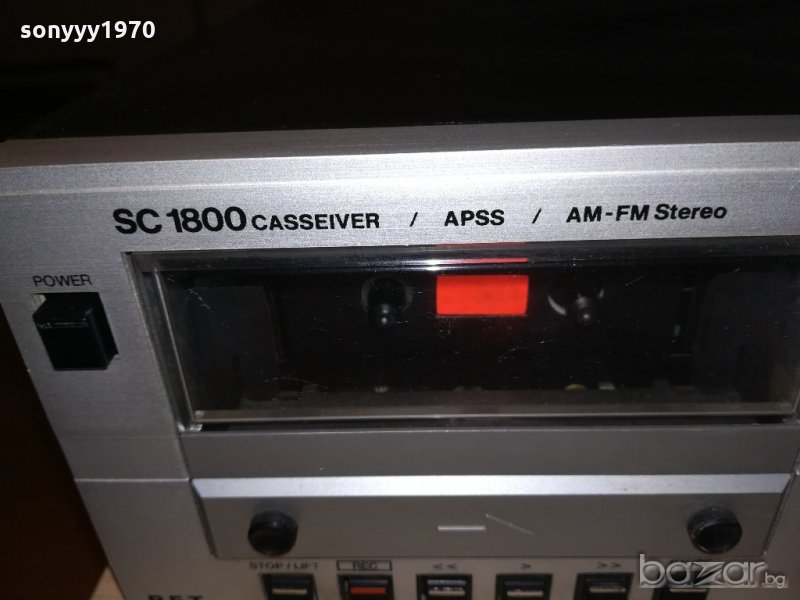 sonyyy1970
SC 1800 CASSEIVER / APSS / AM-FM Stereo
POWER
STOP/LIFT REC << > >>
bazar.bg